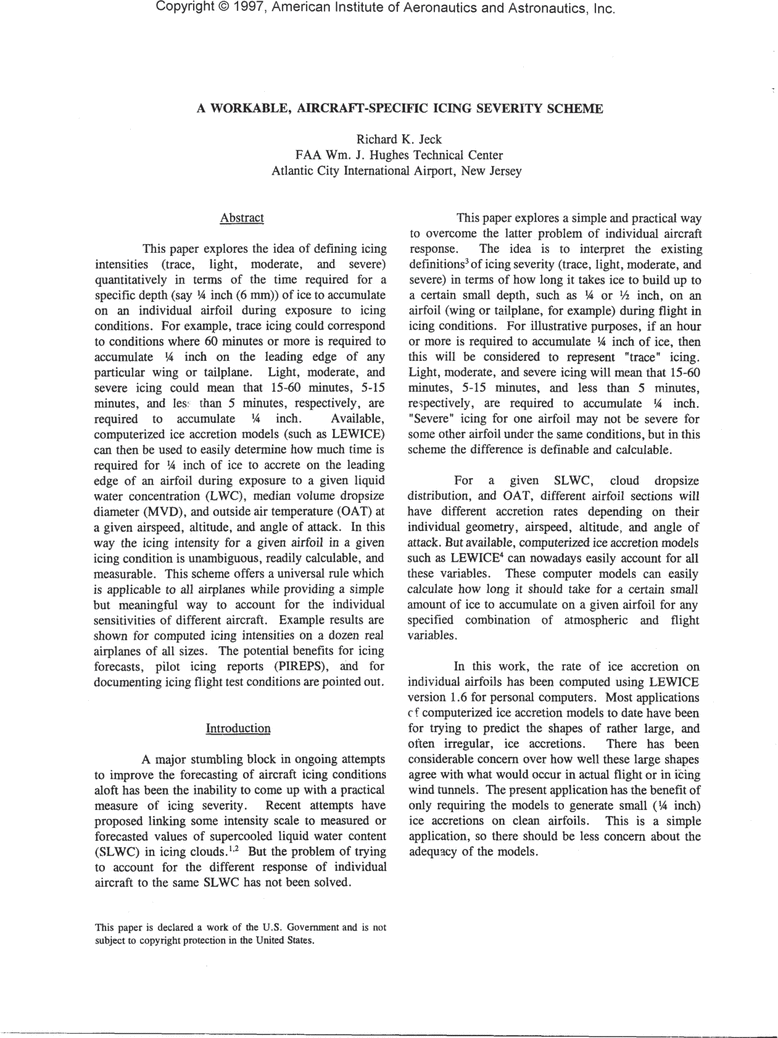 Copyright © 1997, American Institute of Aeronautics and Astronautics, Inc.
A WORKABLE, AIRCRAFT-SPECIFIC ICING SEVERITY SCHEME
Richard K. Jeck
FAA Wm. J. Hughes Technical Center
Atlantic City International Airport, New Jersey
Abstract
This paper explores the idea of defining icing
intensities (trace, light, moderate, and severe)
quantitatively in terms of the time required for a
specific depth (say ¼ inch (6 mm)) of ice to accumulate
on an individual airfoil during exposure to icing
conditions. For example, trace icing could correspond
to conditions where 60 minutes or more is required to
accumulate ¼ inch on the leading edge of any
particular wing or tailplane. Light, moderate, and
severe icing could mean that 15-60 minutes, 5-15
minutes, and les: than 5 minutes, respectively, are
required to accumulate ¼ inch. Available,
computerized ice accretion models (such as LEWICE)
can then be used to easily determine how much time is
required for ¼ inch of ice to accrete on the leading
edge of an airfoil during exposure to a given liquid
water concentration (LWC), median volume dropsize
diameter (MVD), and outside air temperature (OAT) at
a given airspeed, altitude, and angle of attack. In this
way the icing intensity for a given airfoil in a given
icing condition is unambiguous, readily calculable, and
measurable. This scheme offers a universal rule which
is applicable to all airplanes while providing a simple
but meaningful way to account for the individual
sensitivities of different aircraft. Example results are
shown for computed icing intensities on a dozen real
airplanes of all sizes. The potential benefits for icing
forecasts, pilot icing reports (PIREPS), and for
documenting icing flight test conditions are pointed out.
Introduction
A major stumbling block in ongoing attempts
to improve the forecasting of aircraft icing conditions
aloft has been the inability to come up with a practical
measure of icing severity. Recent attempts have
proposed linking some intensity scale to measured or
forecasted values of supercooled liquid water content
(SLWC) in icing clouds.¹,² But the problem of trying
to account for the different response of individual
aircraft to the same SLWC has not been solved.
This paper is declared a work of the U.S. Government and is not
subject to copyright protection in the United States.
This paper explores a simple and practical way
to overcome the latter problem of individual aircraft
response. The idea is to interpret the existing
definitions³ of icing severity (trace, light, moderate, and
severe) in terms of how long it takes ice to build up to
a certain small depth, such as ¼ or ½ inch, on an
airfoil (wing or tailplane, for example) during flight in
icing conditions. For illustrative purposes, if an hour
or more is required to accumulate ¼ inch of ice, then
this will be considered to represent "trace" icing.
Light, moderate, and severe icing will mean that 15-60
minutes, 5-15 minutes, and less than 5 minutes,
respectively, are required to accumulate ¼ inch.
"Severe" icing for one airfoil may not be severe for
some other airfoil under the same conditions, but in this
scheme the difference is definable and calculable.
For a given SLWC, cloud dropsize
distribution, and OAT, different airfoil sections will
have different accretion rates depending on their
individual geometry, airspeed, altitude, and angle of
attack. But available, computerized ice accretion models
such as LEWICE⁴ can nowadays easily account for all
these variables. These computer models can easily
calculate how long it should take for a certain small
amount of ice to accumulate on a given airfoil for any
specified combination of atmospheric and flight
variables.
In this work, the rate of ice accretion on
individual airfoils has been computed using LEWICE
version 1.6 for personal computers. Most applications
of computerized ice accretion models to date have been
for trying to predict the shapes of rather large, and
often irregular, ice accretions. There has been
considerable concern over how well these large shapes
agree with what would occur in actual flight or in icing
wind tunnels. The present application has the benefit of
only requiring the models to generate small (¼ inch)
ice accretions on clean airfoils. This is a simple
application, so there should be less concern about the
adequacy of the models.